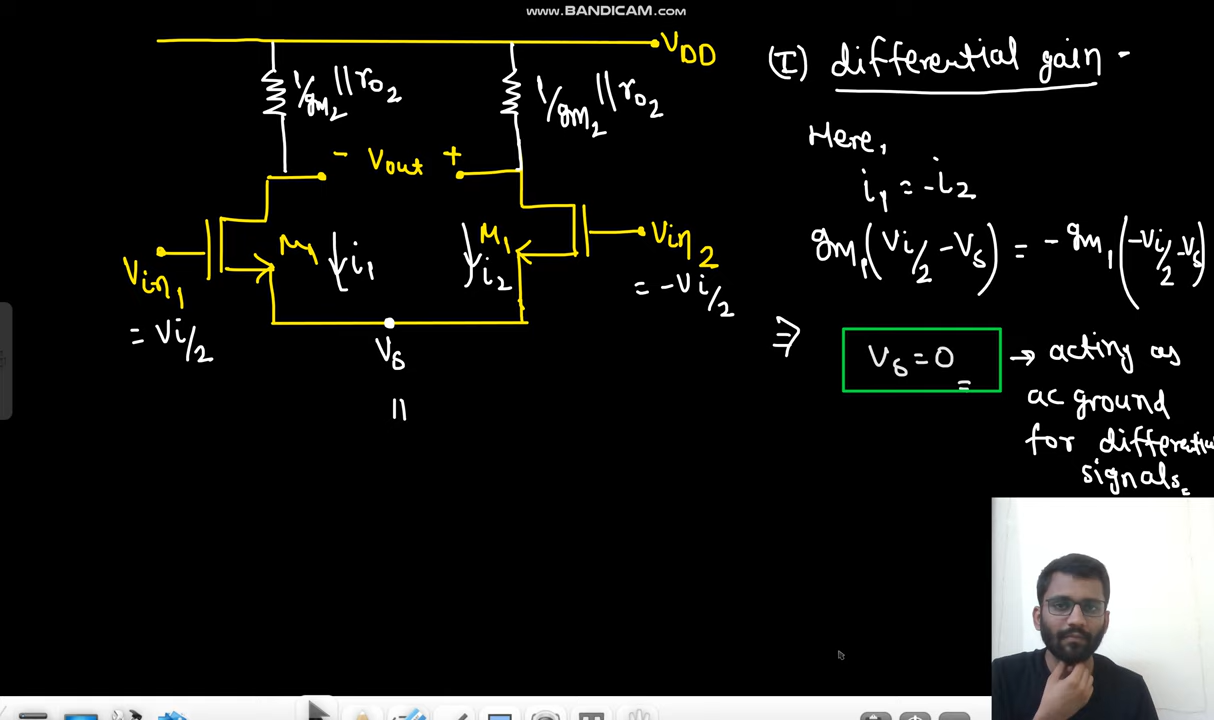 www.BANDICAM.com
VDD
1/gm2 || ro2
1/gm2 || ro2
- Vout +
M1
i1
M1
i2
Vin1
= Vi/2
Vin2
= -Vi/2
Vs
||
(I) differential gain -
Here,
i1 = -i2
gm1(Vi/2 - Vs) = -gm1(-Vi/2 - Vs)
⇒ Vs = 0 → acting as
ac ground
for differential
signals.